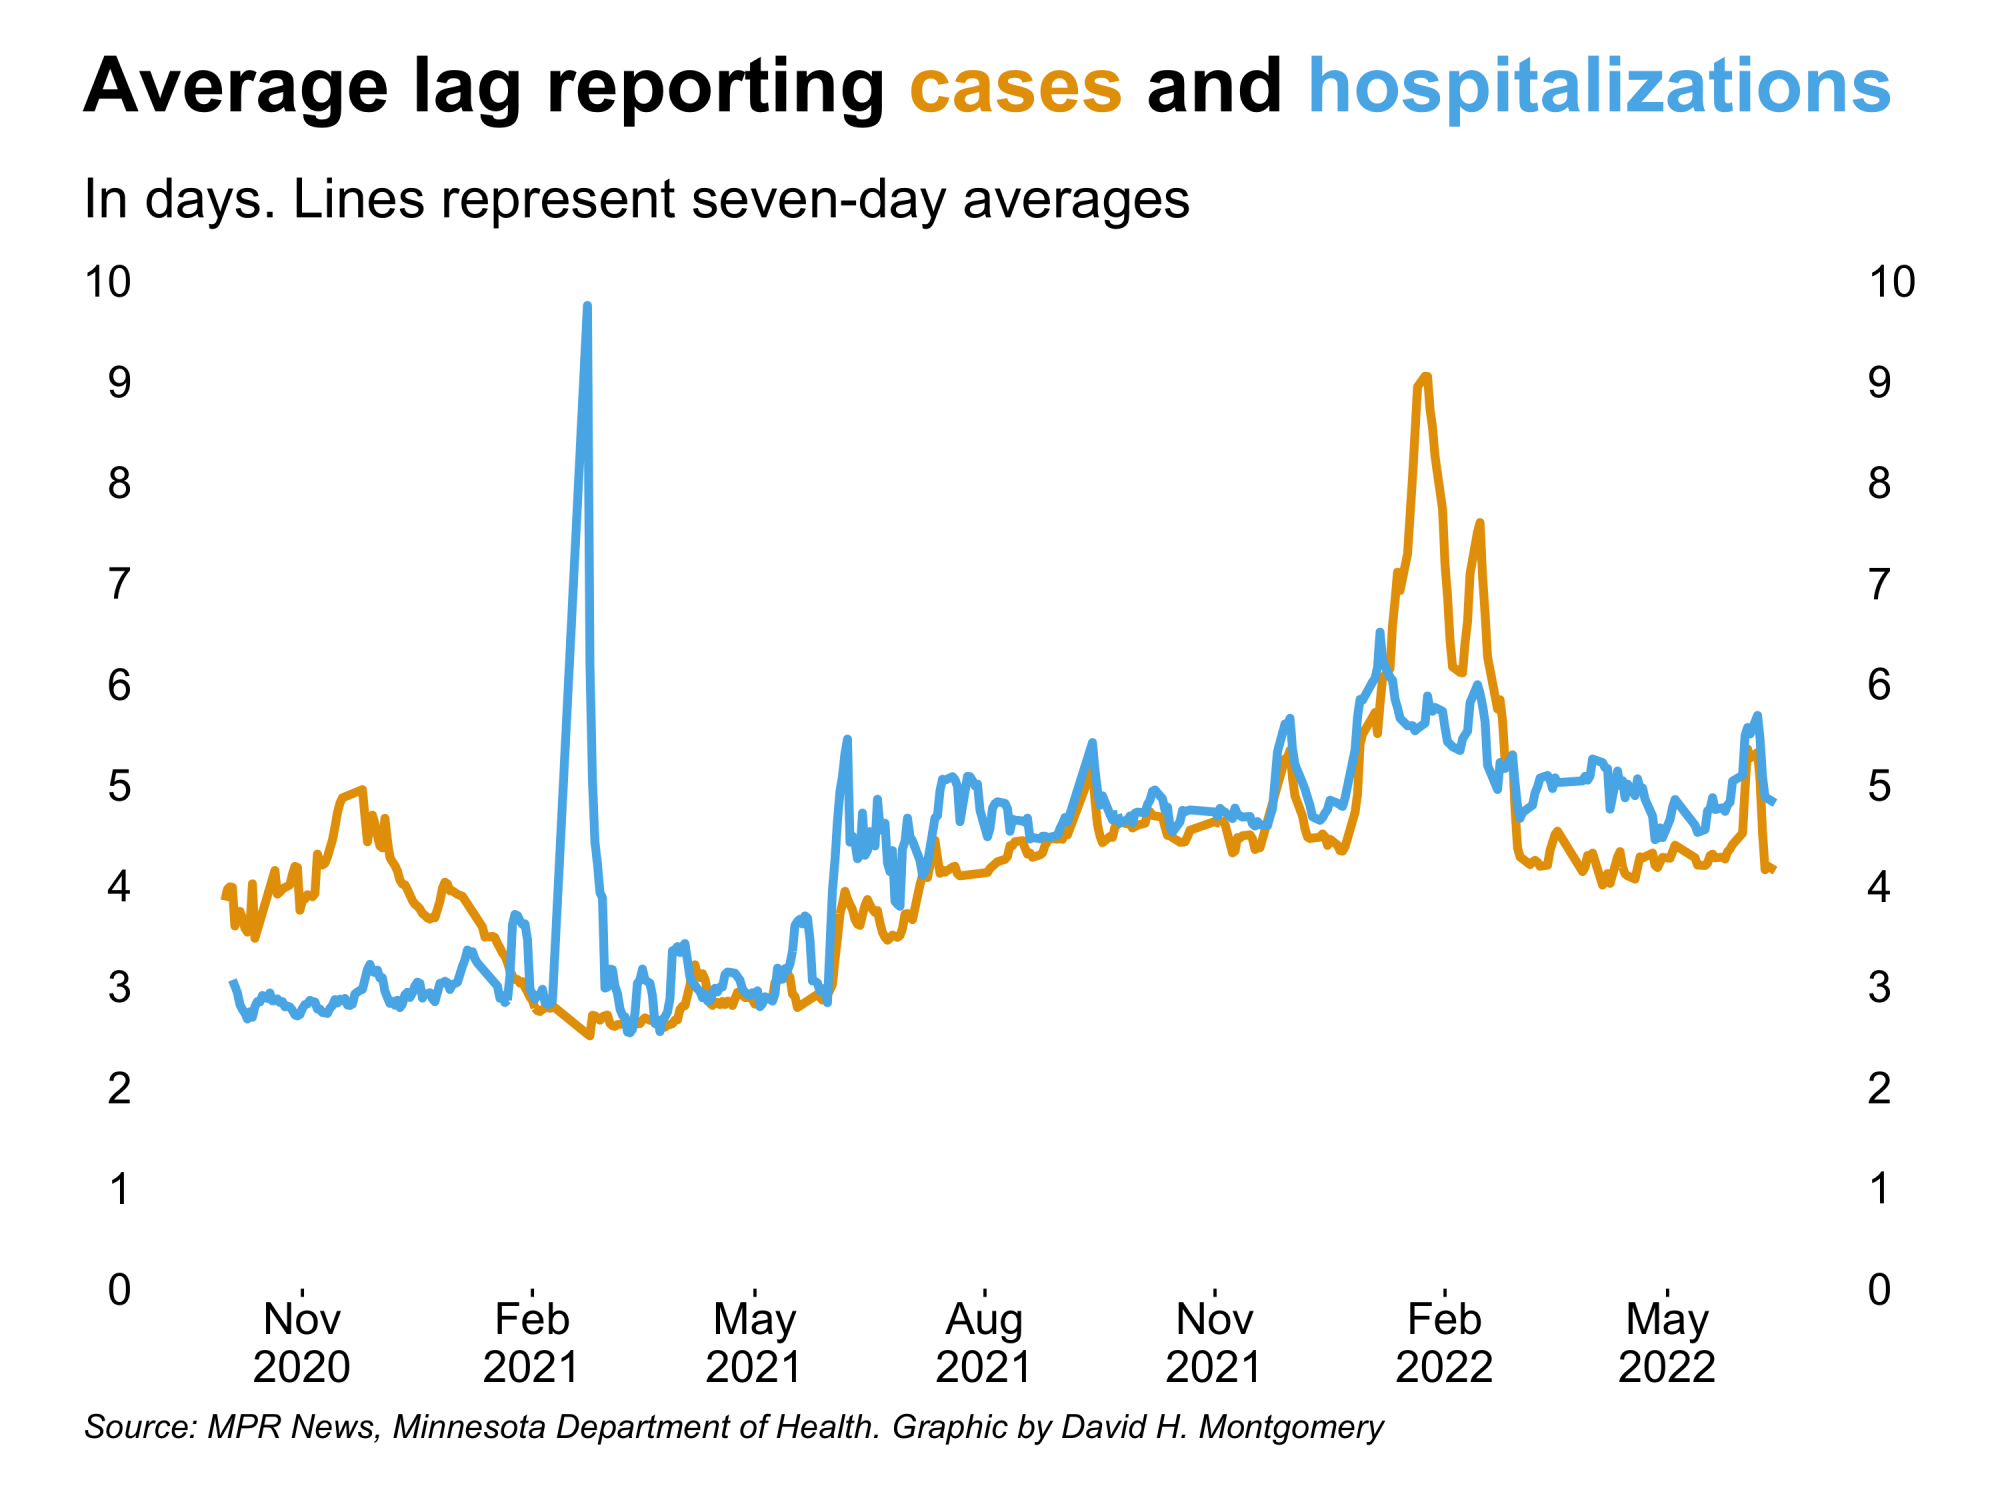 Average lag reporting cases and hospitalizations
In days. Lines represent seven-day averages
10 10
9 9
8 8
7 7
6 6
5 5
4 4
3 3
2 2
1 1
0 0
Nov Feb May Aug Nov Feb May
2020 2021 2021 2021 2021 2022 2022
Source: MPR News, Minnesota Department of Health. Graphic by David H. Montgomery